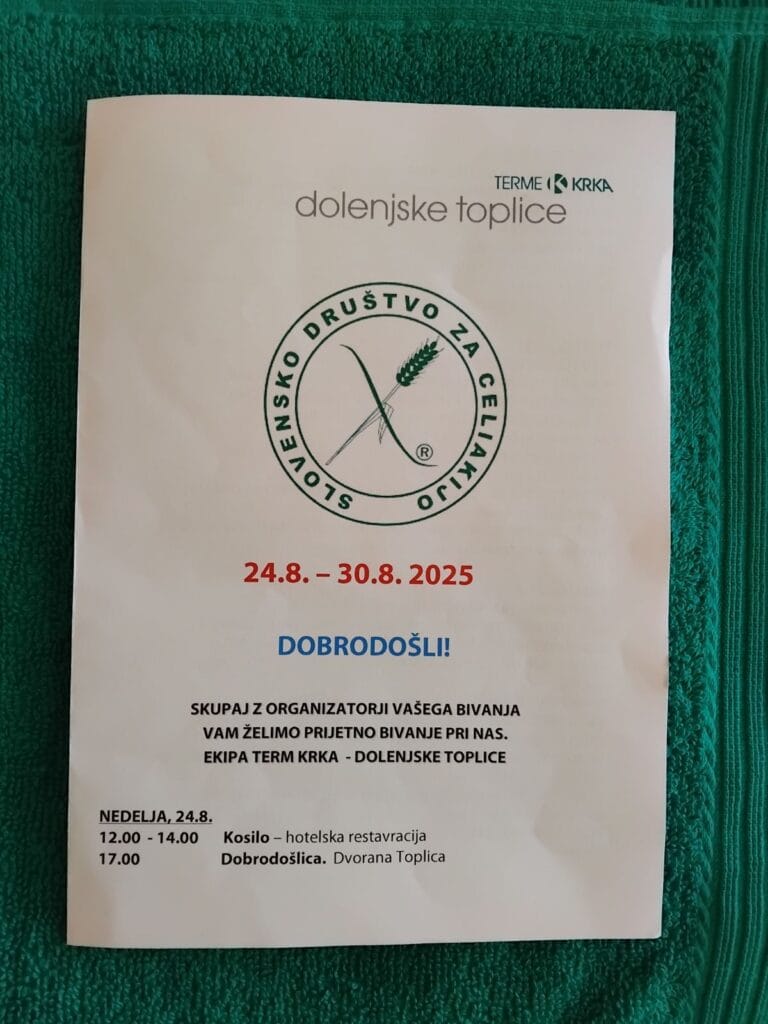 TERME KRKA
dolenjske toplice
SLOVENSKO DRUŠTVO ZA CELIAKIJO
®
24.8. – 30.8. 2025
DOBRODOŠLI!
SKUPAJ Z ORGANIZATORJI VAŠEGA BIVANJA
VAM ŽELIMO PRIJETNO BIVANJE PRI NAS.
EKIPA TERM KRKA - DOLENJSKE TOPLICE
NEDELJA, 24.8.
12.00 - 14.00 Kosilo – hotelska restavracija
17.00 Dobrodošlica. Dvorana Toplica